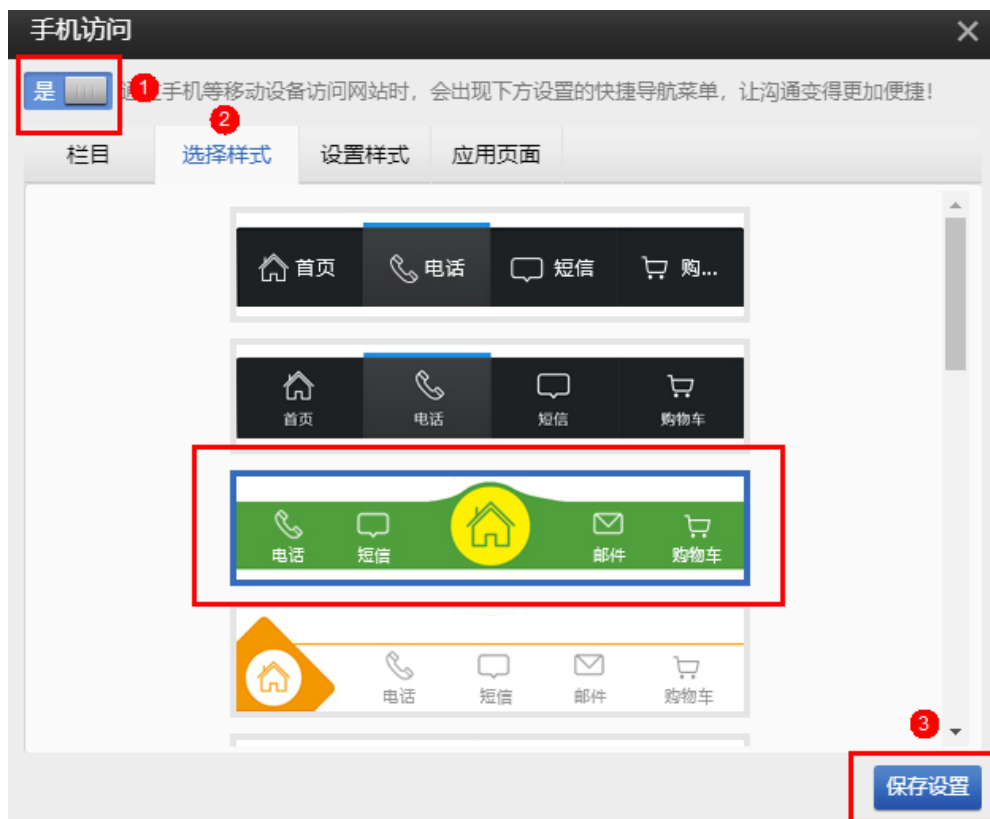 手机访问
是 1 手机等移动设备访问网站时，会出现下方设置的快捷导航菜单，让沟通变得更加便捷！
2
栏目 选择样式 设置样式 应用页面
首页 电话 短信 购...
首页 电话 短信 购物车
电话 短信 邮件 购物车
电话 短信 邮件 购物车
3
保存设置